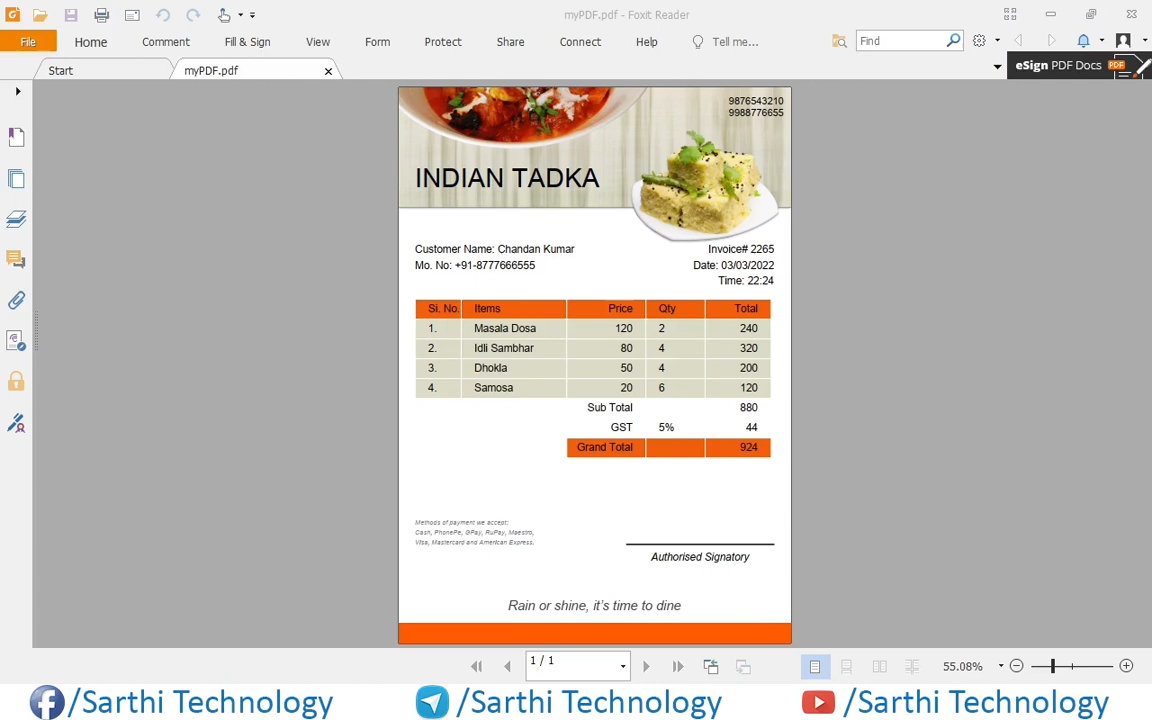 myPDF.pdf - Foxit Reader
File Home Comment Fill & Sign View Form Protect Share Connect Help Tell me... Find
Start myPDF.pdf eSign PDF Docs PDF
9876543210
9988776655
INDIAN TADKA
Customer Name: Chandan Kumar Invoice# 2265
Mo. No: +91-8777666555 Date: 03/03/2022
Time: 22:24
Si. No. Items Price Qty Total
1. Masala Dosa 120 2 240
2. Idli Sambhar 80 4 320
3. Dhokla 50 4 200
4. Samosa 20 6 120
Sub Total 880
GST 5% 44
Grand Total 924
Methods of payment we accept:
Cash, PhonePe, GPay, RuPay, Maestro,
Visa, Mastercard and American Express.
Authorised Signatory
Rain or shine, it's time to dine
1 / 1 55.08%
/Sarthi Technology /Sarthi Technology /Sarthi Technology